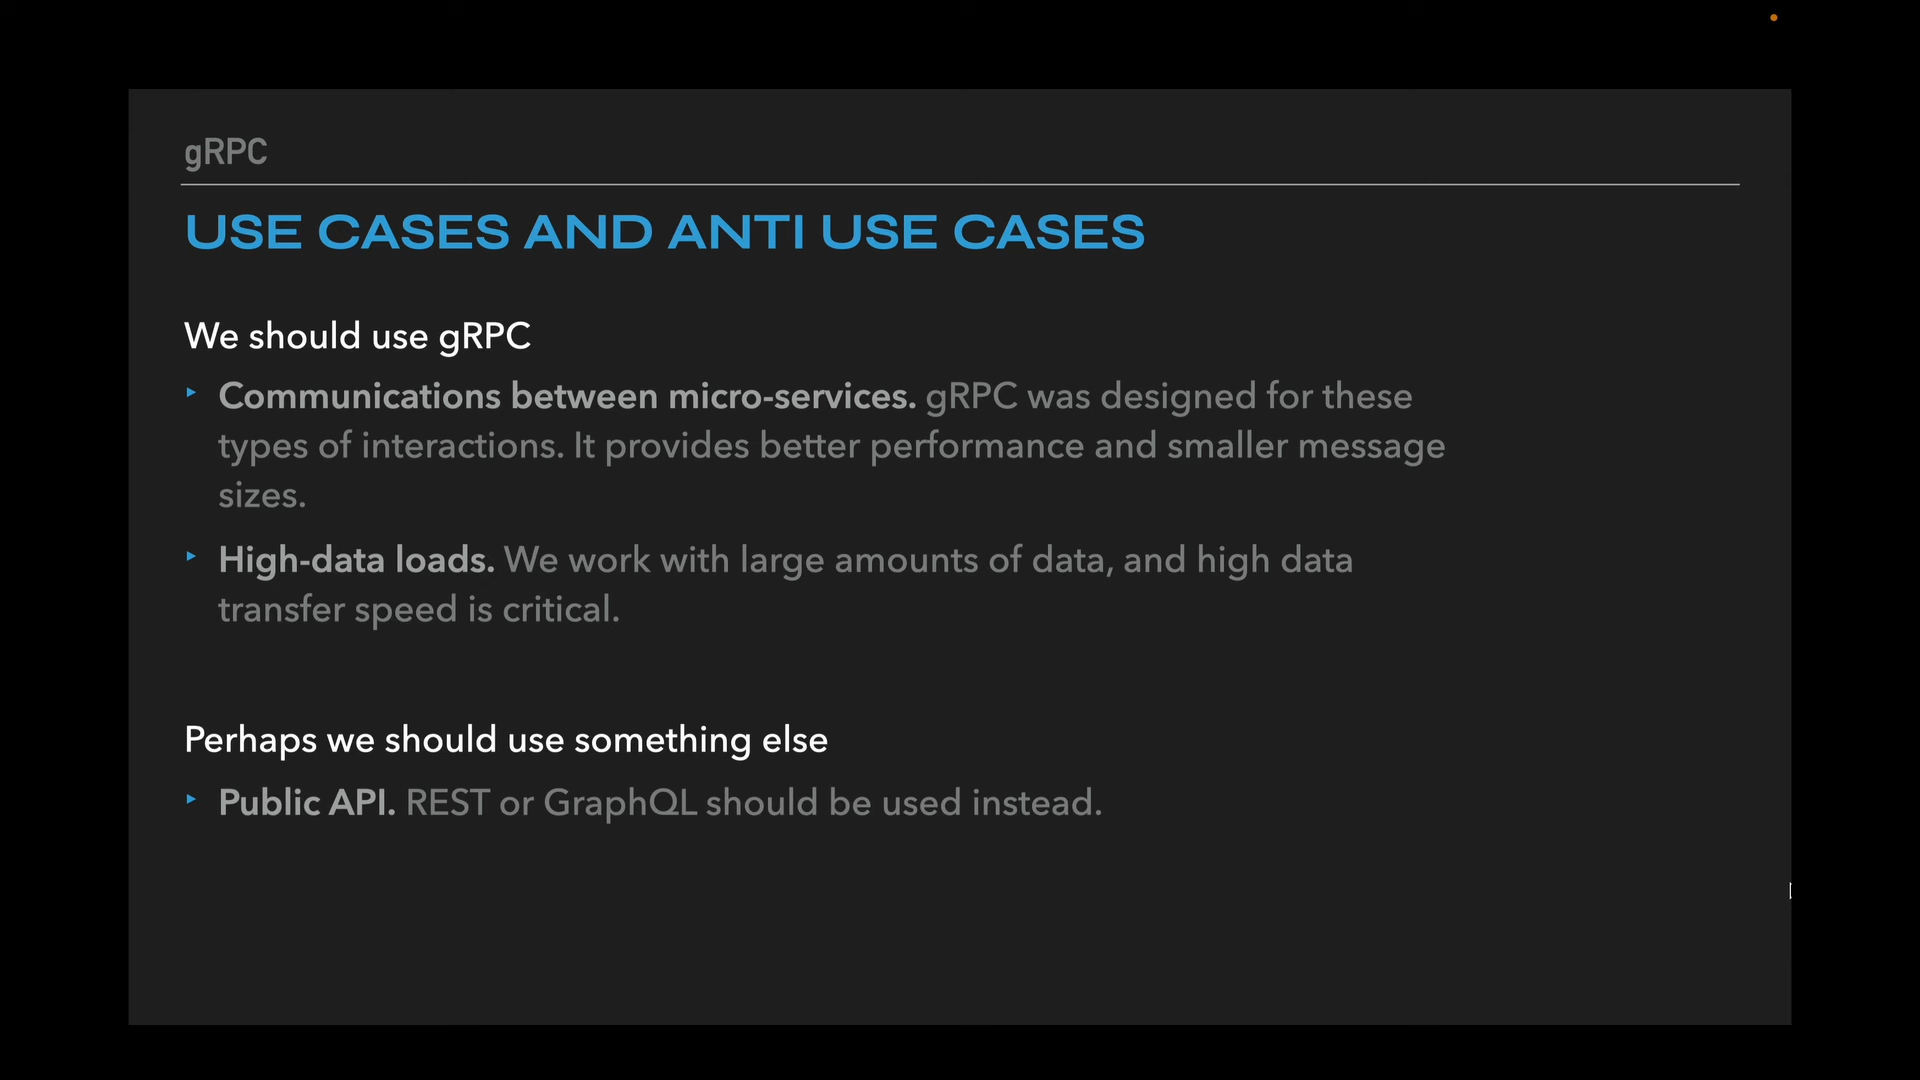 gRPC
USE CASES AND ANTI USE CASES
We should use gRPC
‣ Communications between micro-services. gRPC was designed for these
types of interactions. It provides better performance and smaller message
sizes.
‣ High-data loads. We work with large amounts of data, and high data
transfer speed is critical.
Perhaps we should use something else
‣ Public API. REST or GraphQL should be used instead.